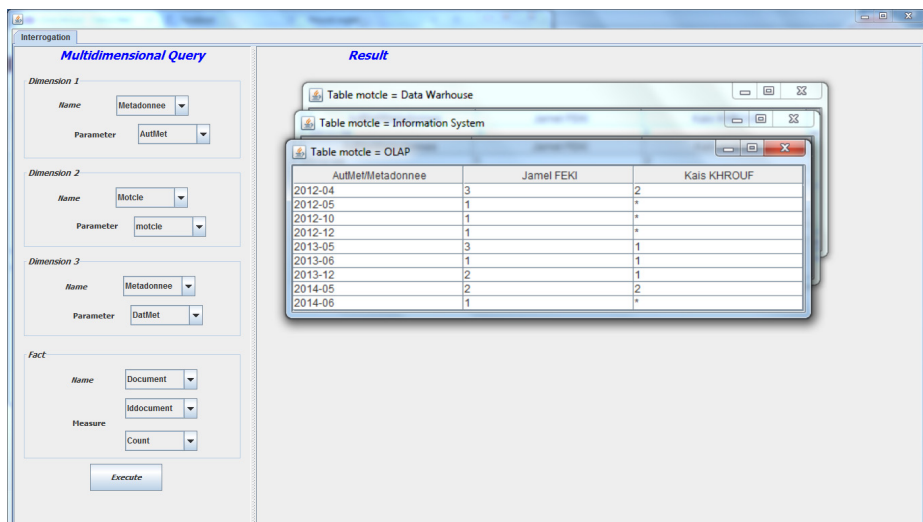 Interrogation
Multidimensional Query
Dimension 1
Name Metadonnee
Parameter AutMet
Dimension 2
Name Motcle
Parameter motcle
Dimension 3
Name Metadonnee
Parameter DatMet
Fact
Name Document
Iddocument
Measure
Count
Execute
Result
Table motcle = Data Warhouse
Table motcle = Information System
Table motcle = OLAP
AutMet/Metadonnee Jamel FEKI Kais KHROUF
2012-04 3 2
2012-05 1 *
2012-10 1 *
2012-12 1 *
2013-05 3 1
2013-06 1 1
2013-12 2 1
2014-05 2 2
2014-06 1 *